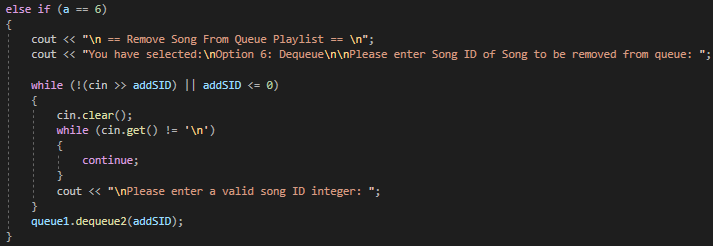 else if (a == 6)
{
cout << "\n == Remove Song From Queue Playlist == \n";
cout << "You have selected:\nOption 6: Dequeue\n\nPlease enter Song ID of Song to be removed from queue: ";
while (!(cin >> addSID) || addSID <= 0)
{
cin.clear();
while (cin.get() != '\n')
{
continue;
}
cout << "\nPlease enter a valid song ID integer: ";
}
queue1.dequeue2(addSID);
}